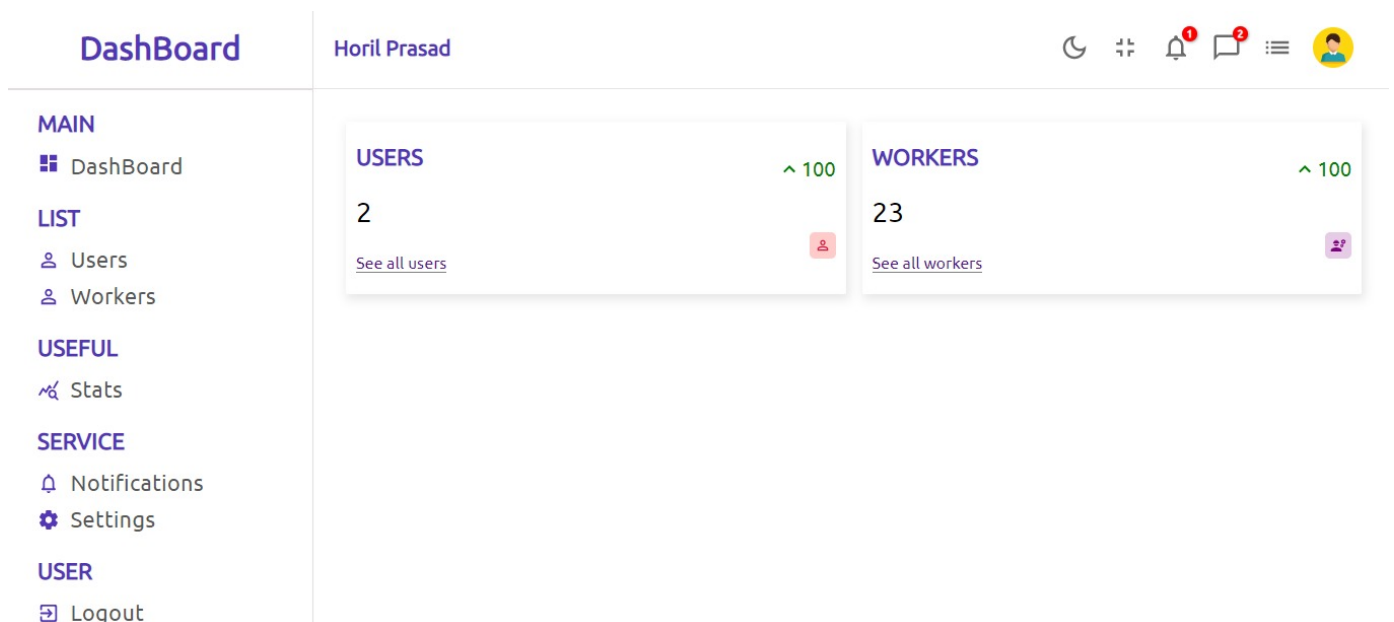 DashBoard
Horil Prasad
1
2
MAIN
DashBoard
LIST
Users
Workers
USEFUL
Stats
SERVICE
Notifications
Settings
USER
Logout
USERS
100
2
See all users
WORKERS
100
23
See all workers